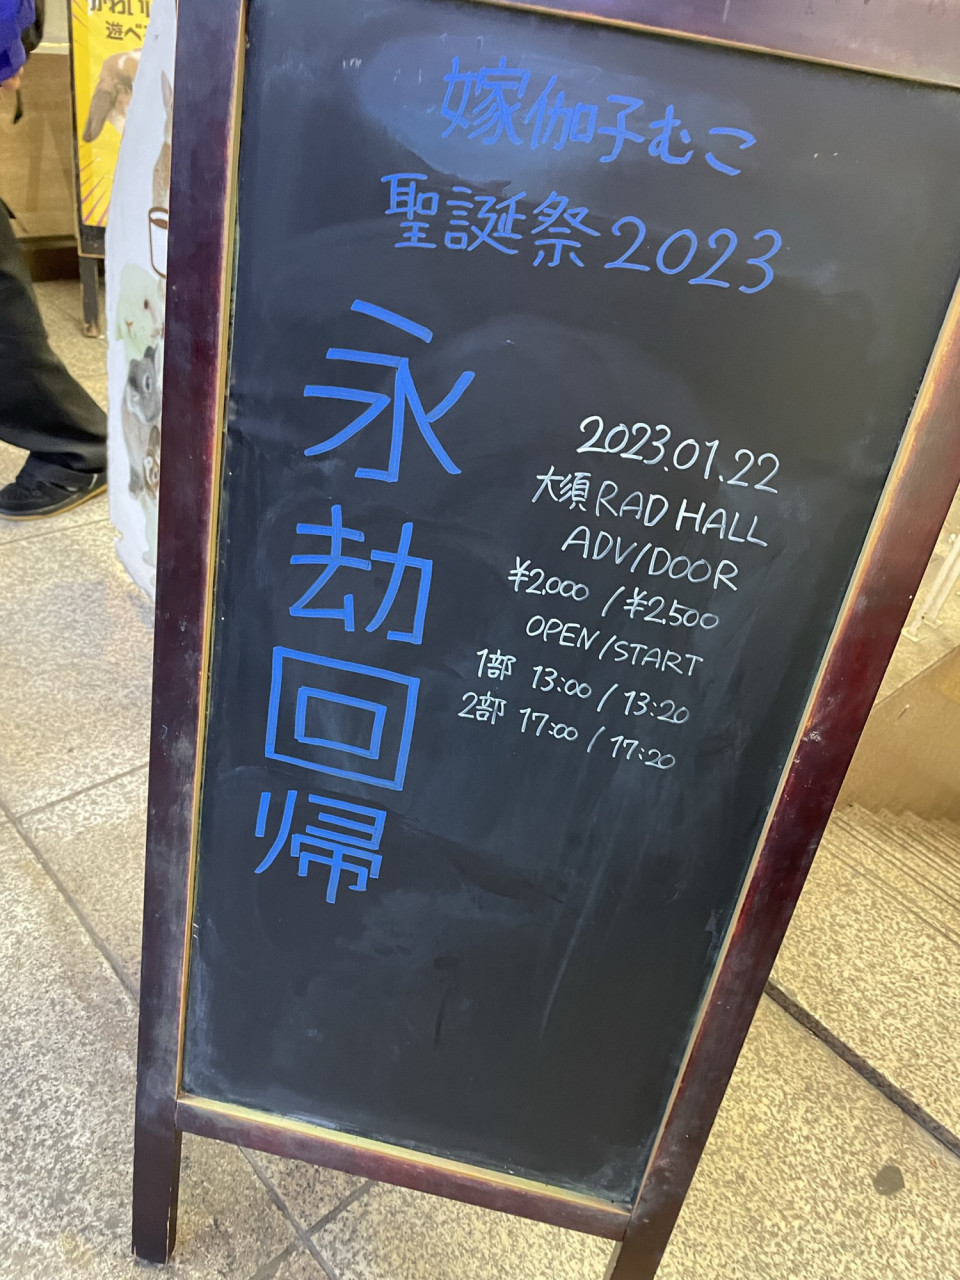 嫁伽子むこ
聖誕祭2023
永劫回帰
2023.01.22
大須RAD HALL
ADV/DOOR
¥2.000 / ¥2.500
OPEN/START
1部 13:00 / 13:20
2部 17:00 / 17:20